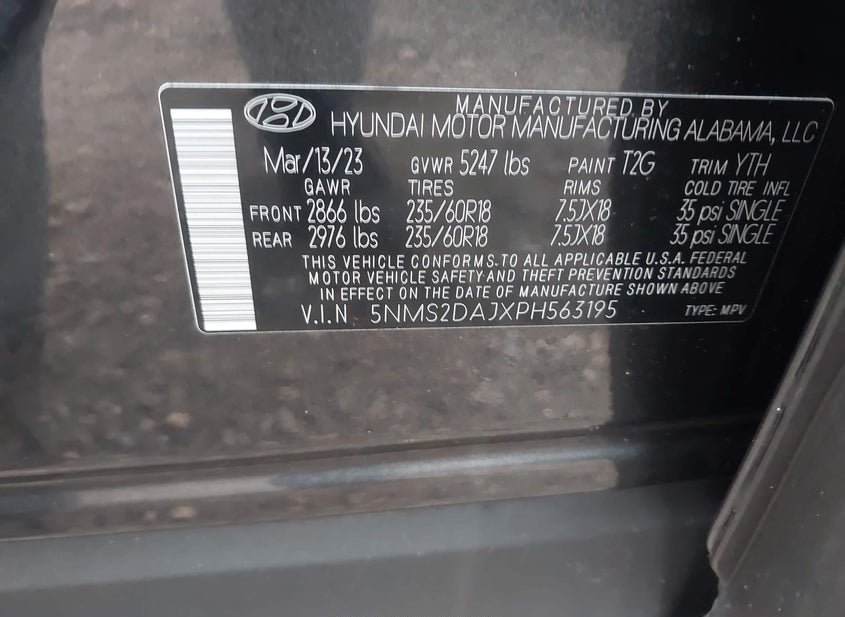 MANUFACTURED BY
HYUNDAI MOTOR MANUFACTURING ALABAMA, LLC
Mar/13/23 GVWR 5247 lbs PAINT T2G TRIM YTH
GAWR TIRES RIMS COLD TIRE INFL
FRONT 2866 lbs 235/60R18 7.5JX18 35 psi SINGLE
REAR 2976 lbs 235/60R18 7.5JX18 35 psi SINGLE
THIS VEHICLE CONFORMS TO ALL APPLICABLE U.S.A. FEDERAL
MOTOR VEHICLE SAFETY AND THEFT PREVENTION STANDARDS
IN EFFECT ON THE DATE OF MANUFACTURE SHOWN ABOVE
V.I.N 5NMS2DAJXPH563195 TYPE: MPV